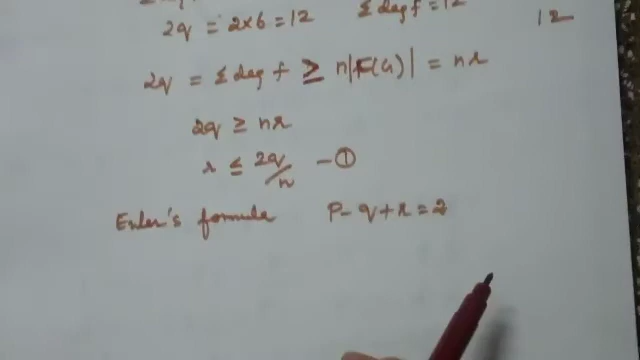 2q = 2×6 = 12 Σ deg f = 12
12
2q = Σ deg f ≥ n|F(G)| = nr
2q ≥ nr
r ≤ 2q/n - ①
Euler's formula P - q + r = 2